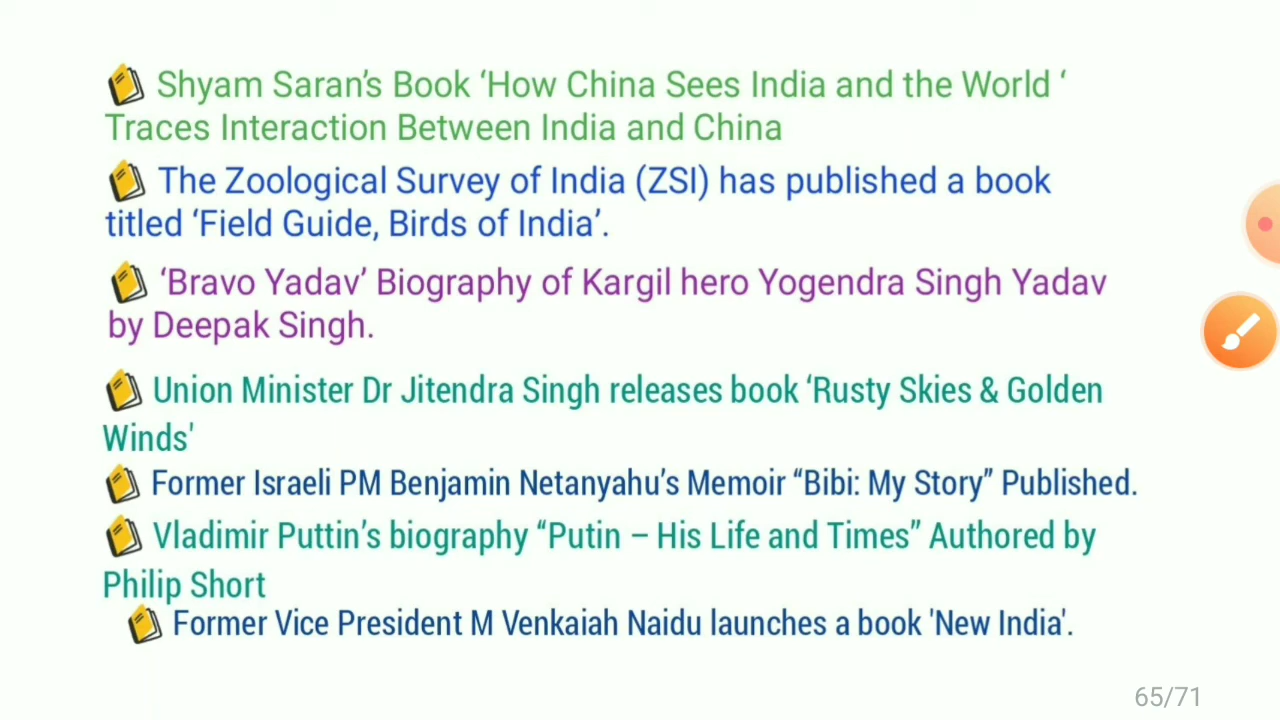 Shyam Saran’s Book ‘How China Sees India and the World ‘
Traces Interaction Between India and China
The Zoological Survey of India (ZSI) has published a book
titled ‘Field Guide, Birds of India’.
‘Bravo Yadav’ Biography of Kargil hero Yogendra Singh Yadav
by Deepak Singh.
Union Minister Dr Jitendra Singh releases book ‘Rusty Skies & Golden
Winds'
Former Israeli PM Benjamin Netanyahu’s Memoir “Bibi: My Story” Published.
Vladimir Puttin’s biography “Putin – His Life and Times” Authored by
Philip Short
Former Vice President M Venkaiah Naidu launches a book 'New India'.
65/71